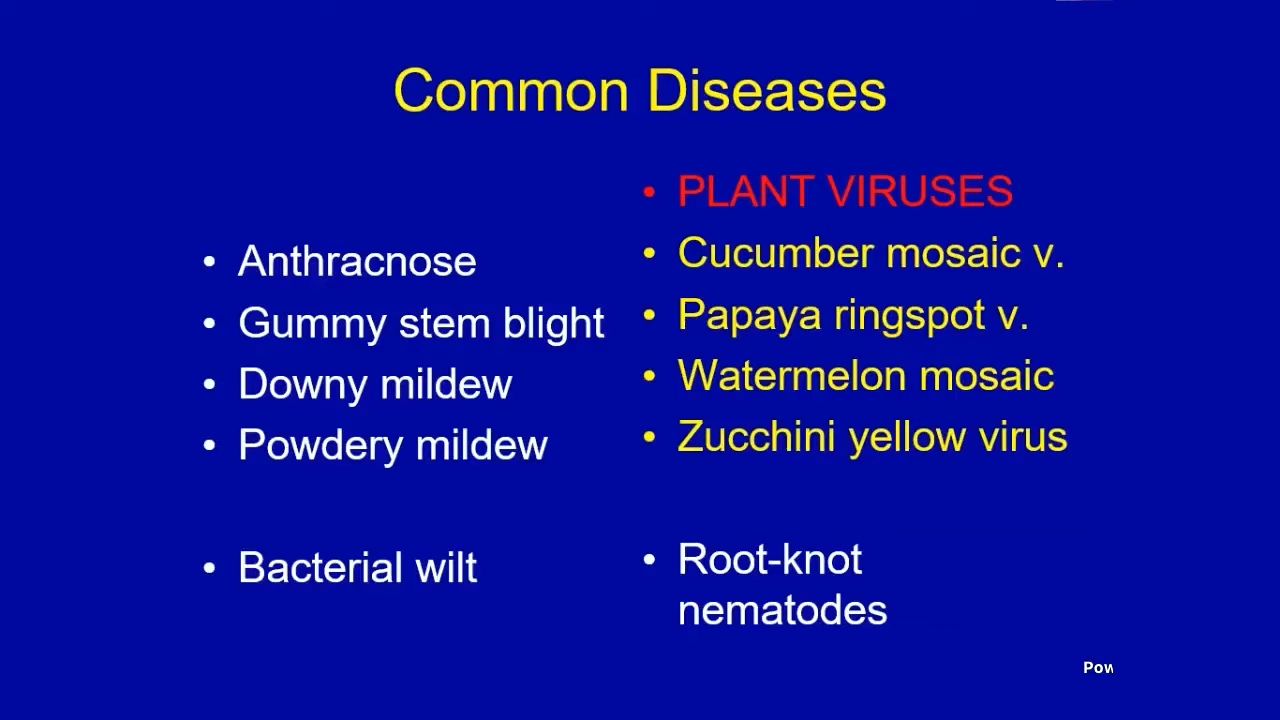 Common Diseases
• Anthracnose
• Gummy stem blight
• Downy mildew
• Powdery mildew
• Bacterial wilt
• PLANT VIRUSES
• Cucumber mosaic v.
• Papaya ringspot v.
• Watermelon mosaic
• Zucchini yellow virus
• Root-knot
nematodes
Pow